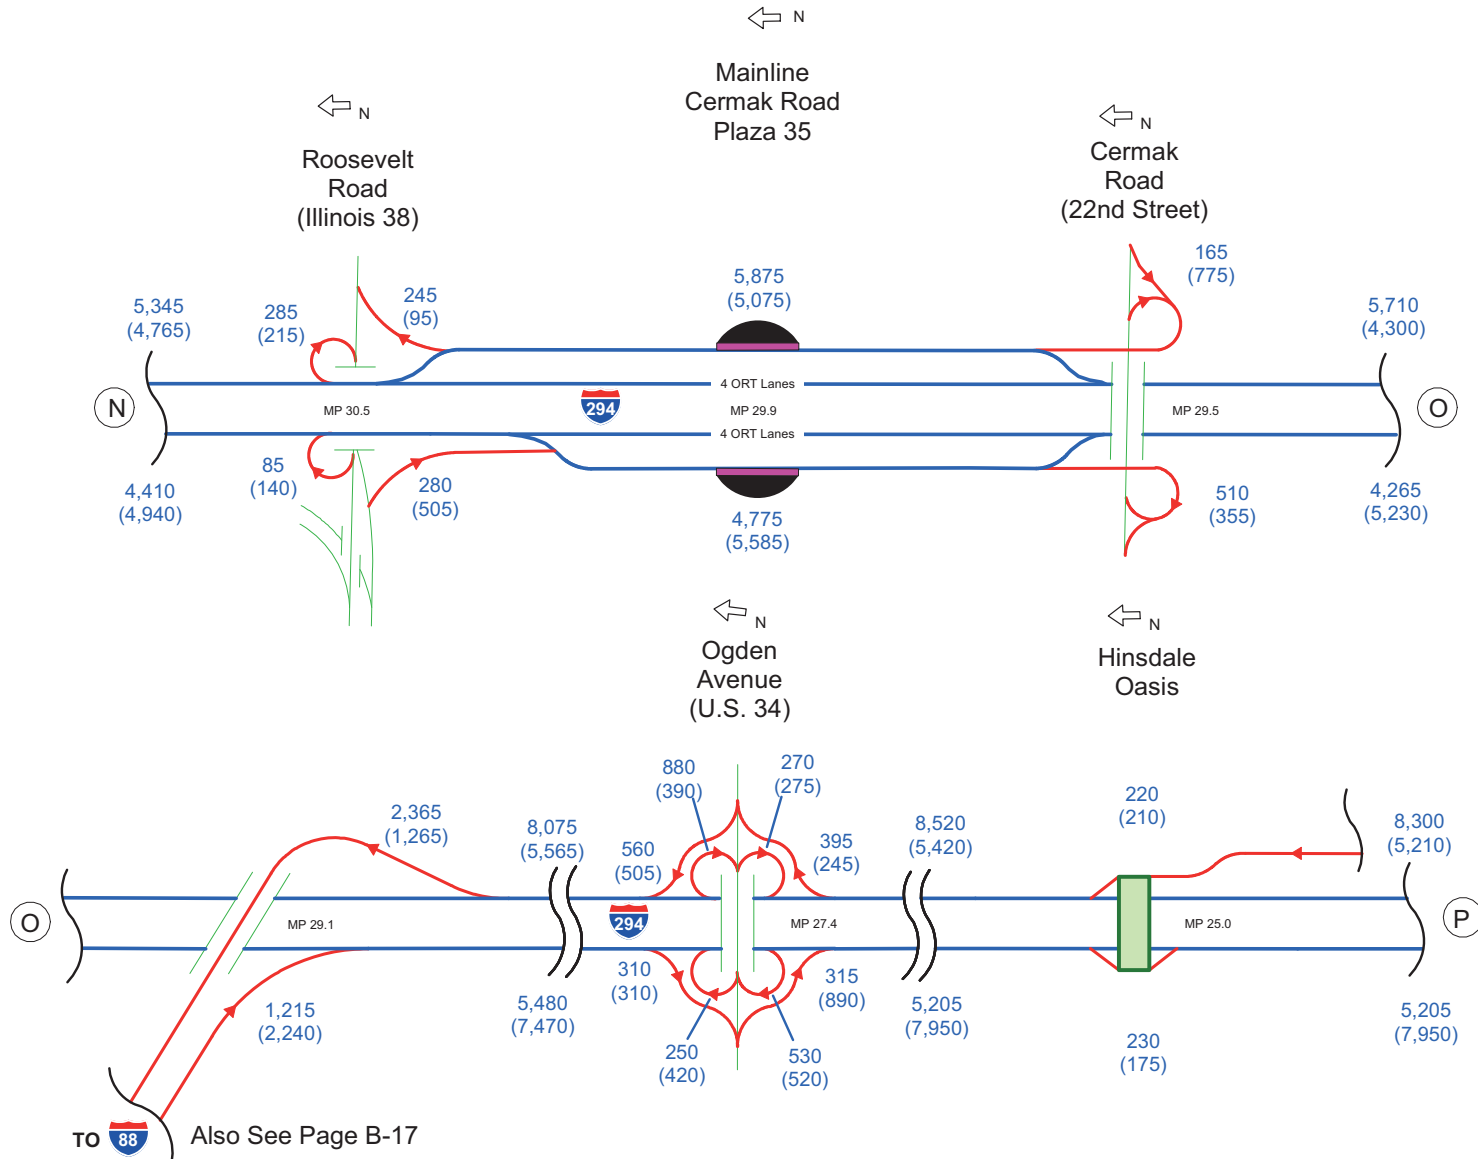 N
Mainline
Cermak Road
Plaza 35
N
Roosevelt
Road
(Illinois 38)
N
Cermak
Road
(22nd Street)
5,345
(4,765)
285
(215)
245
(95)
5,875
(5,075)
165
(775)
5,710
(4,300)
N
MP 30.5
294
4 ORT Lanes
MP 29.9
4 ORT Lanes
MP 29.5
O
4,410
(4,940)
85
(140)
280
(505)
4,775
(5,585)
510
(355)
4,265
(5,230)
N
Ogden
Avenue
(U.S. 34)
N
Hinsdale
Oasis
2,365
(1,265)
8,075
(5,565)
560
(505)
880
(390)
270
(275)
395
(245)
8,520
(5,420)
220
(210)
8,300
(5,210)
O
MP 29.1
294
MP 27.4
MP 25.0
P
1,215
(2,240)
5,480
(7,470)
310
(310)
250
(420)
530
(520)
315
(890)
5,205
(7,950)
230
(175)
5,205
(7,950)
TO 88 Also See Page B-17